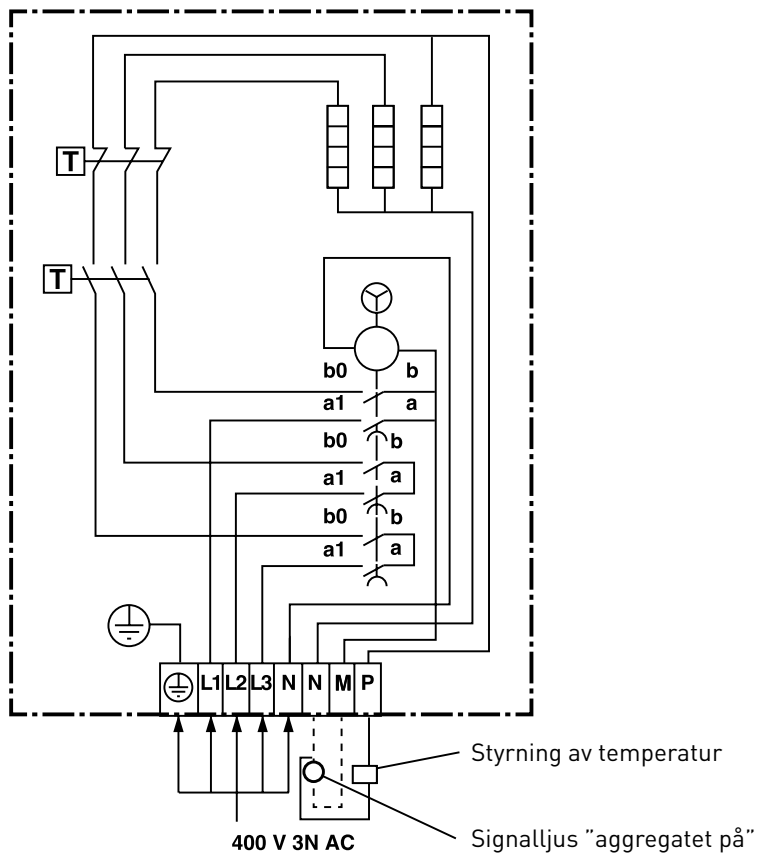 T
T
b0 b
a1 a
b0 b
a1 a
b0 b
a1 a
L1 L2 L3 N N M P
Styrning av temperatur
400 V 3N AC
Signalljus ”aggregatet på”